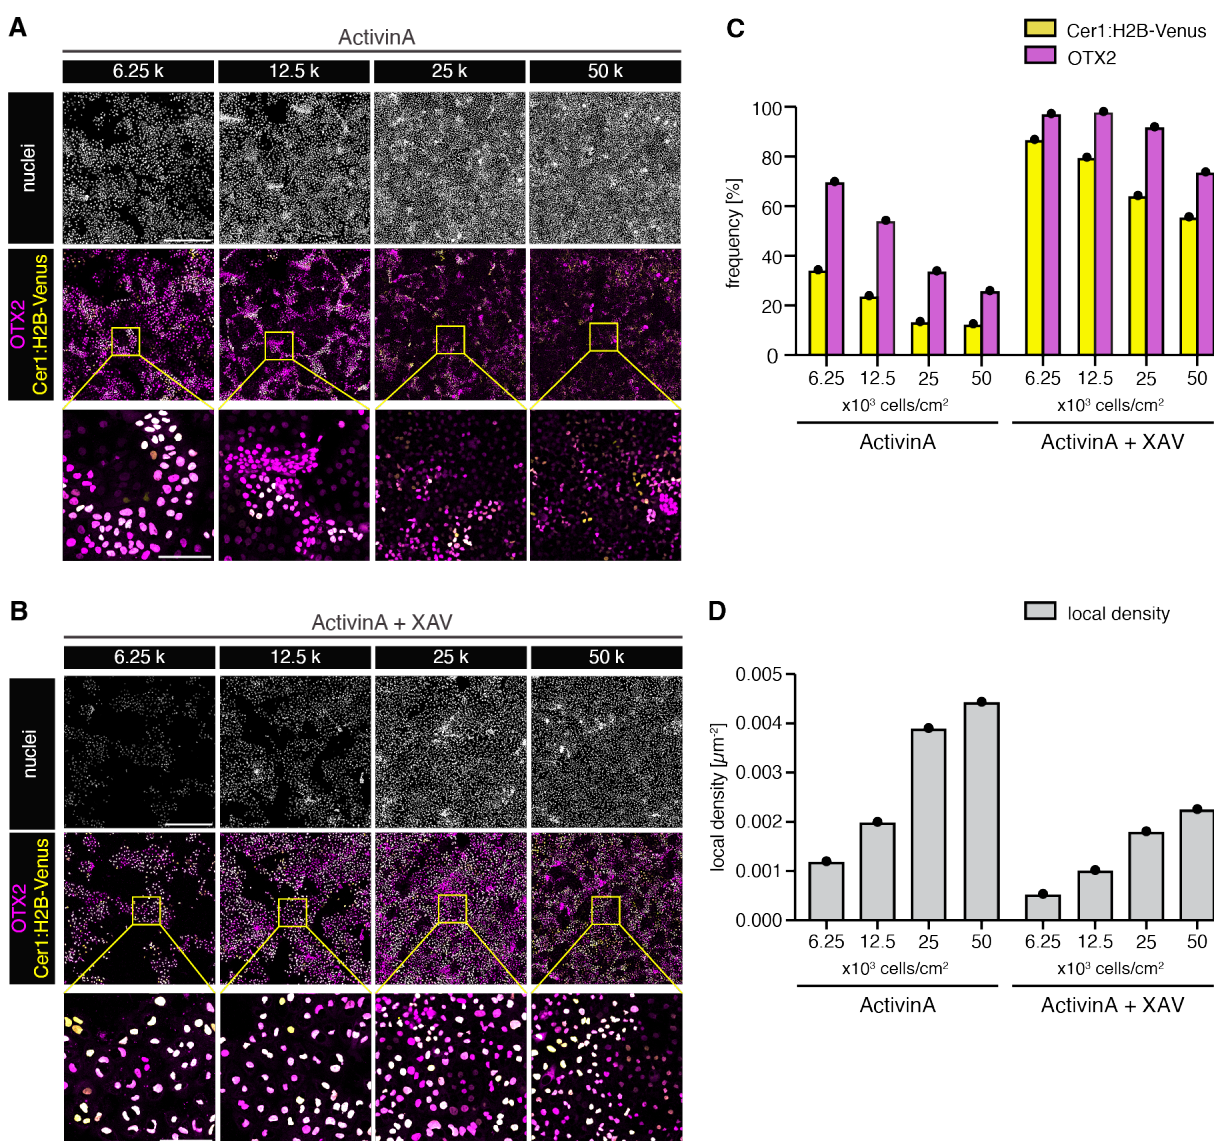 A
ActivinA
6.25 k 12.5 k 25 k 50 k
nuclei
OTX2
Cer1:H2B-Venus
B
ActivinA + XAV
6.25 k 12.5 k 25 k 50 k
nuclei
OTX2
Cer1:H2B-Venus
C
Cer1:H2B-Venus
OTX2
frequency [%]
100
80
60
40
20
0
6.25 12.5 25 50 6.25 12.5 25 50
x10³ cells/cm² x10³ cells/cm²
ActivinA ActivinA + XAV
D
local density
local density [µm⁻²]
0.005
0.004
0.003
0.002
0.001
0.000
6.25 12.5 25 50 6.25 12.5 25 50
x10³ cells/cm² x10³ cells/cm²
ActivinA ActivinA + XAV